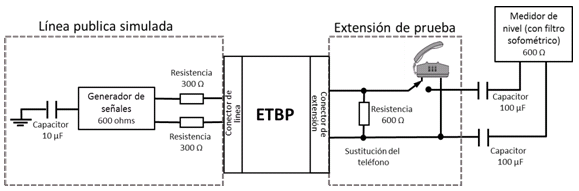 Línea publica simulada
Extensión de prueba
Medidor de
nivel (con filtro
sofométrico)
600 Ω
Resistencia
300 Ω
Generador de
señales
600 ohms
Capacitor
10 µF
Resistencia
300 Ω
Conector de
línea
ETBP
Conector de
extensión
Resistencia
600 Ω
Sustitución del
teléfono
Capacitor
100 µF
Capacitor
100 µF